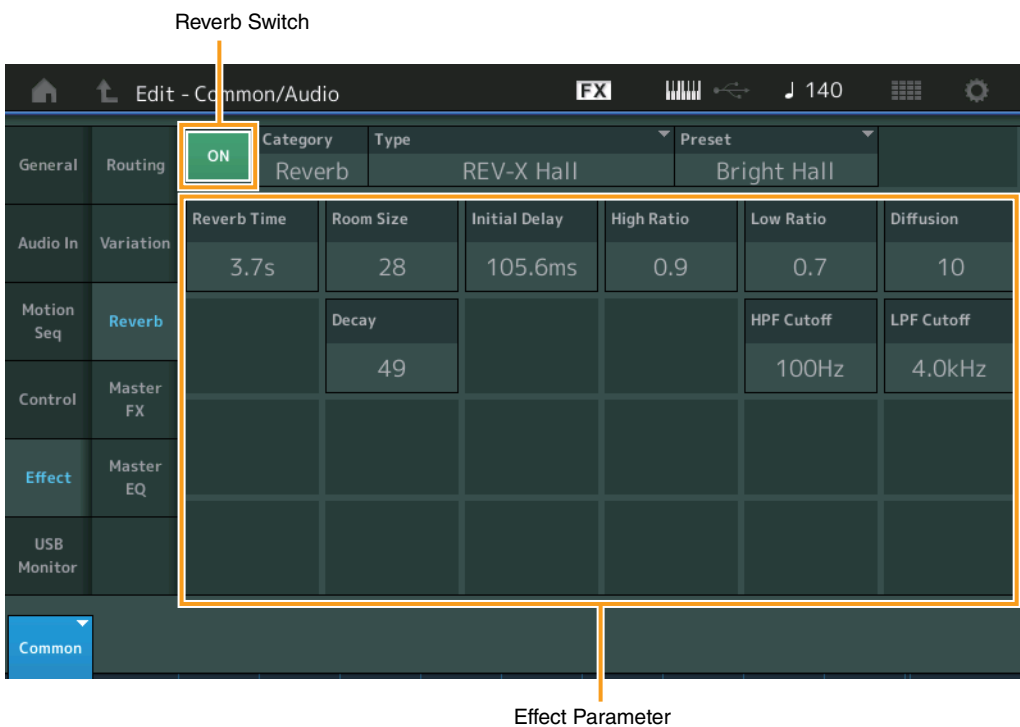 Reverb Switch
Edit - Common/Audio
FX
♩ 140
General
Routing
ON
Category
Reverb
Type
REV-X Hall
Preset
Bright Hall
Audio In
Variation
Reverb Time
3.7s
Room Size
28
Initial Delay
105.6ms
High Ratio
0.9
Low Ratio
0.7
Diffusion
10
Motion
Seq
Reverb
Decay
49
HPF Cutoff
100Hz
LPF Cutoff
4.0kHz
Control
Master
FX
Effect
Master
EQ
USB
Monitor
Common
Effect Parameter